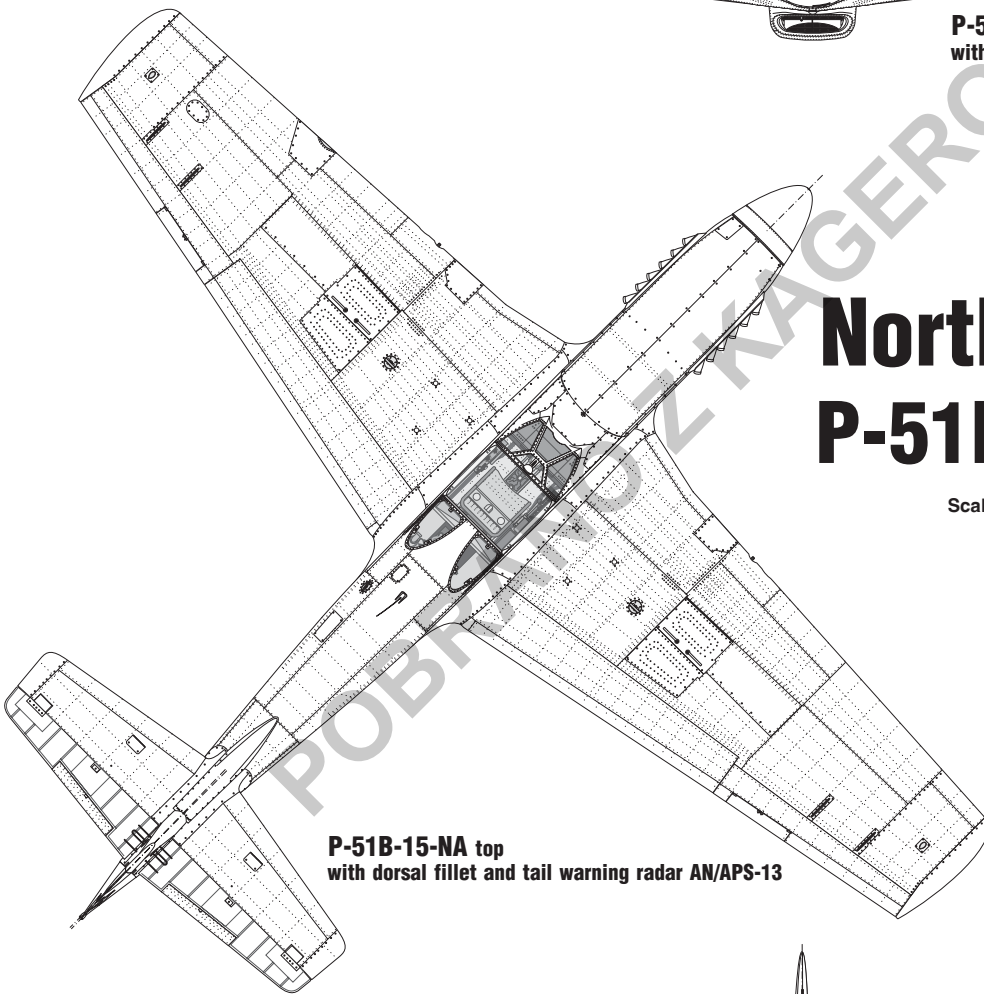 P-5
with
North
P-51
Scal
P-51B-15-NA top
with dorsal fillet and tail warning radar AN/APS-13
POBRANO Z KAGERO